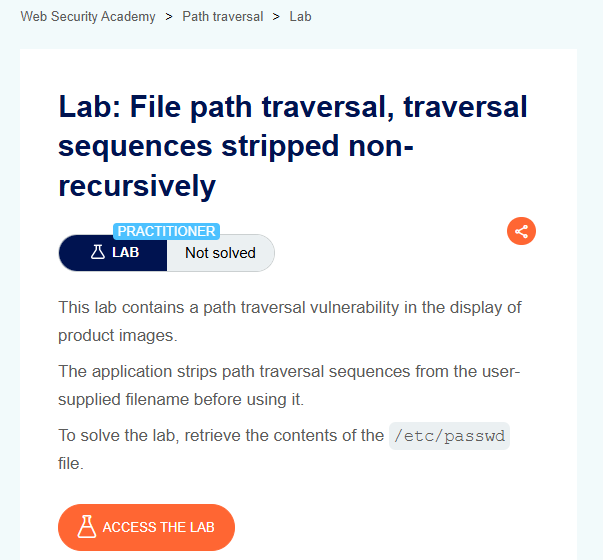 Web Security Academy > Path traversal > Lab
Lab: File path traversal, traversal
sequences stripped non-
recursively
PRACTITIONER
LAB Not solved
This lab contains a path traversal vulnerability in the display of
product images.
The application strips path traversal sequences from the user-
supplied filename before using it.
To solve the lab, retrieve the contents of the /etc/passwd
file.
ACCESS THE LAB